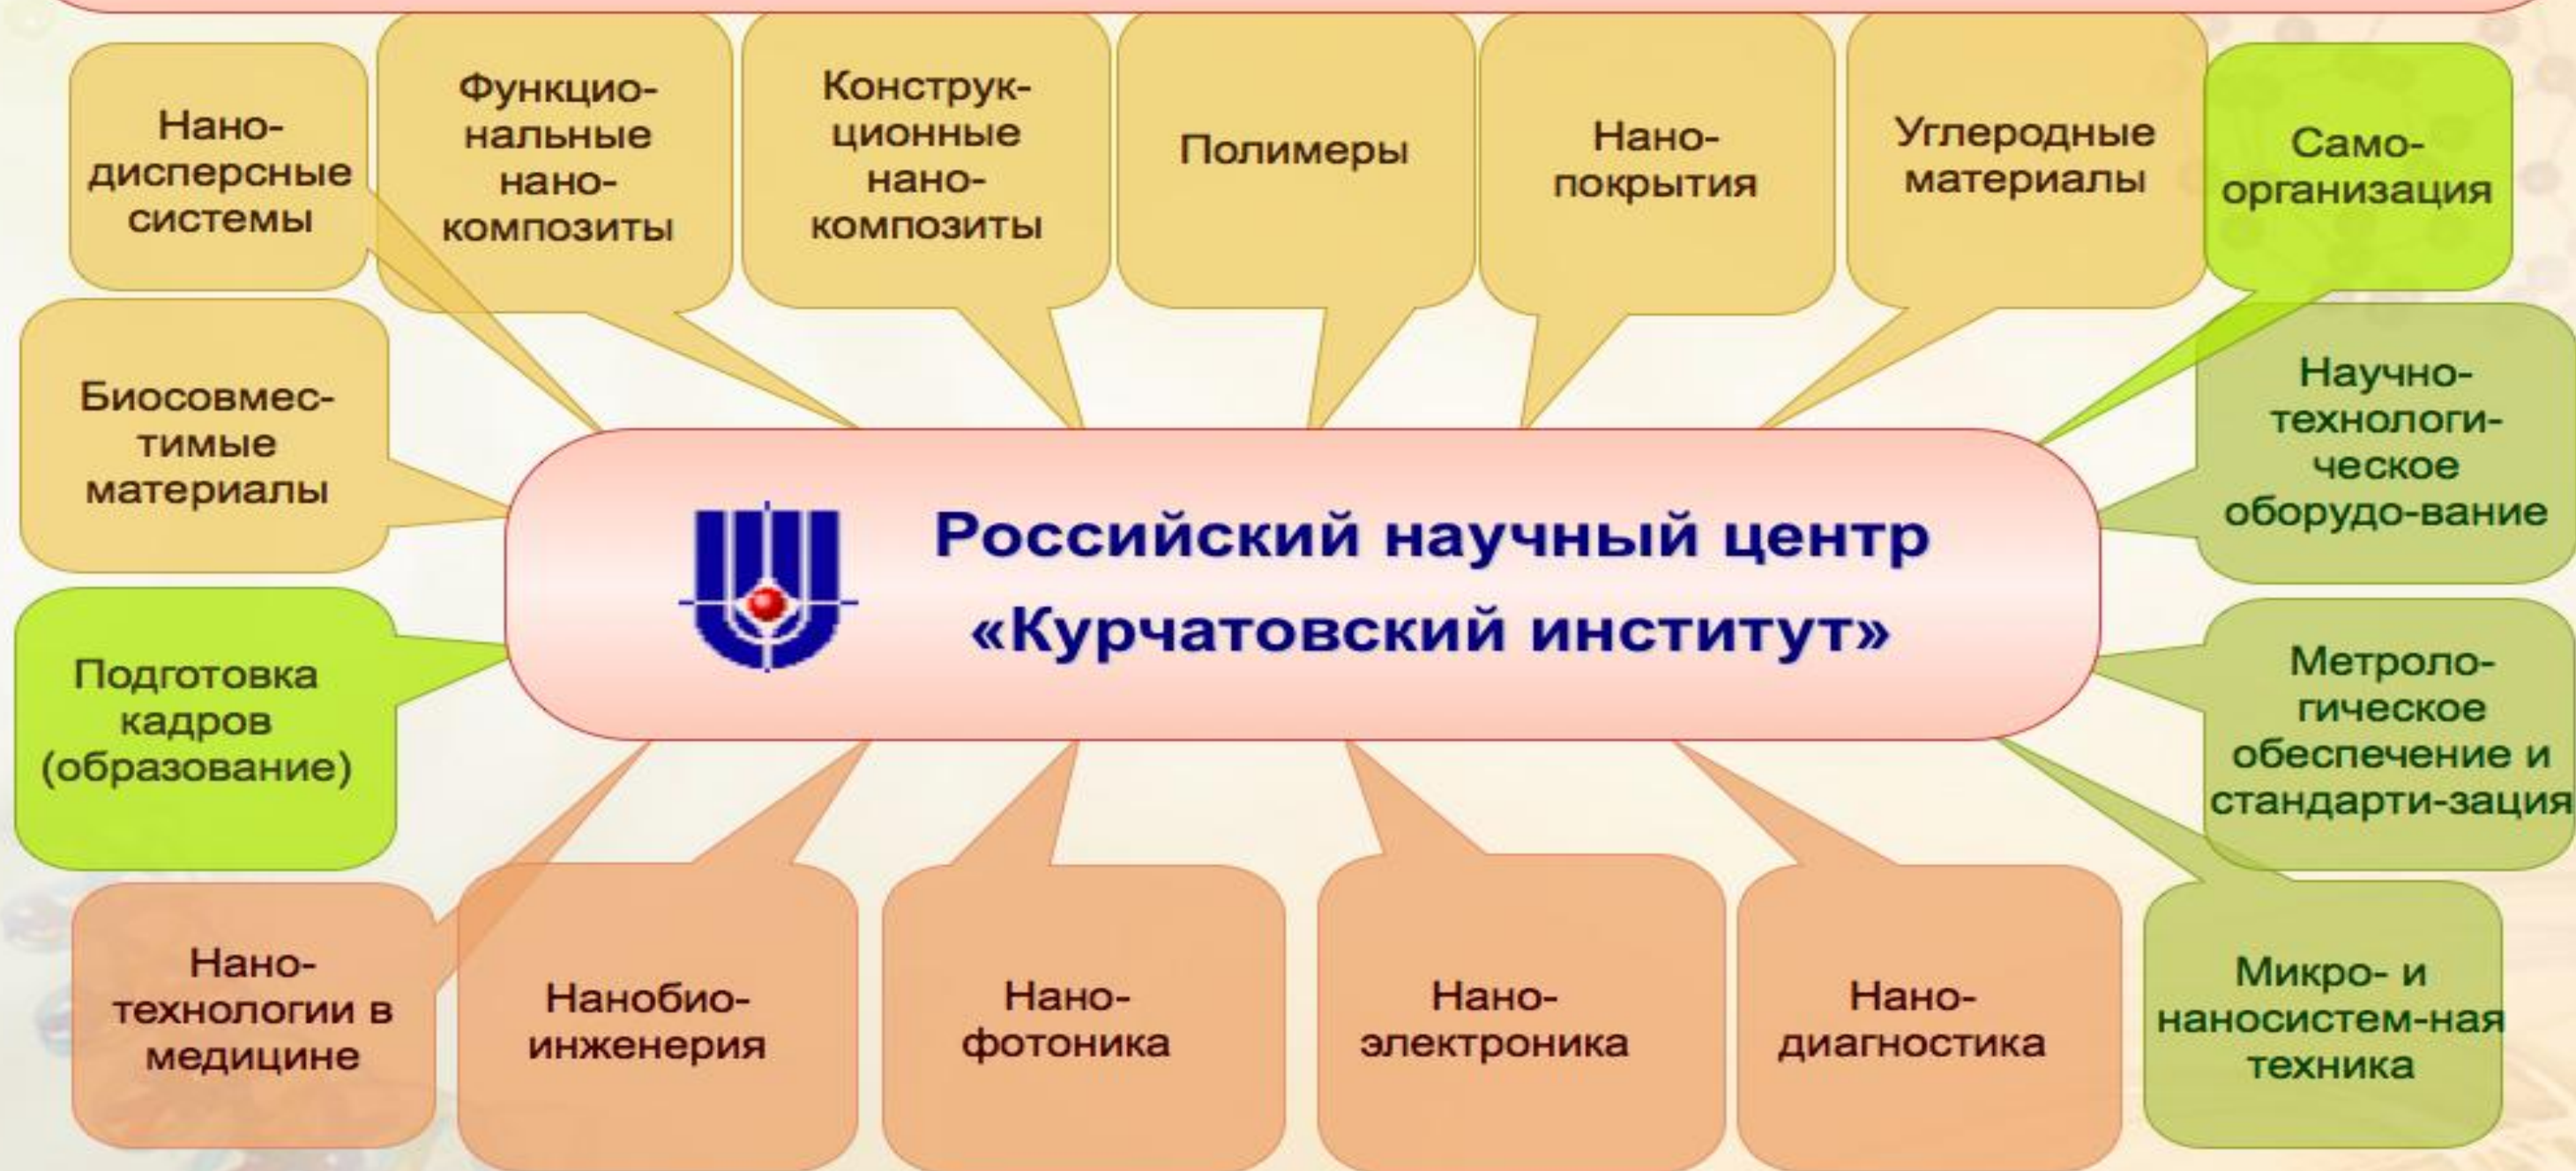 Нано-
дисперсные
системы
Функцио-
нальные
нано-
композиты
Конструк-
ционные
нано-
композиты
Полимеры
Нано-
покрытия
Углеродные
материалы
Само-
организация
Биосовмес-
тимые
материалы
Научно-
технологи-
ческое
оборудо-вание
Российский научный центр
«Курчатовский институт»
Подготовка
кадров
(образование)
Метроло-
гическое
обеспечение и
стандарти-зация
Нано-
технологии в
медицине
Нанобио-
инженерия
Нано-
фотоника
Нано-
электроника
Нано-
диагностика
Микро- и
наносистем-ная
техника